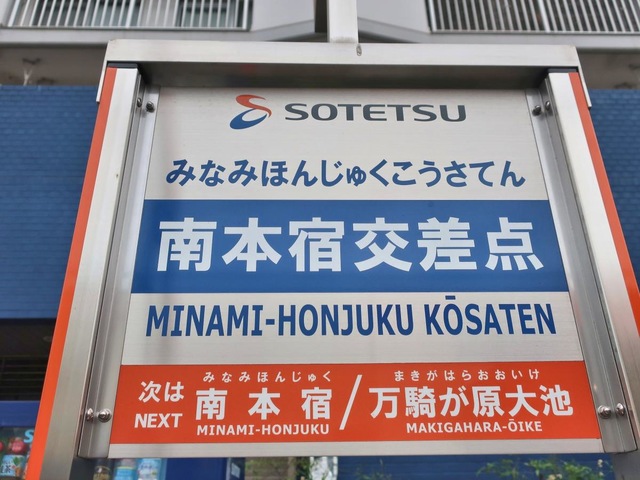 SOTETSU
みなみほんじゅくこうさてん
南本宿交差点
MINAMI-HONJUKU KŌSATEN
次は
NEXT
みなみほんじゅく
南本宿
MINAMI-HONJUKU
/
まきがはらおおいけ
万騎が原大池
MAKIGAHARA-ŌIKE